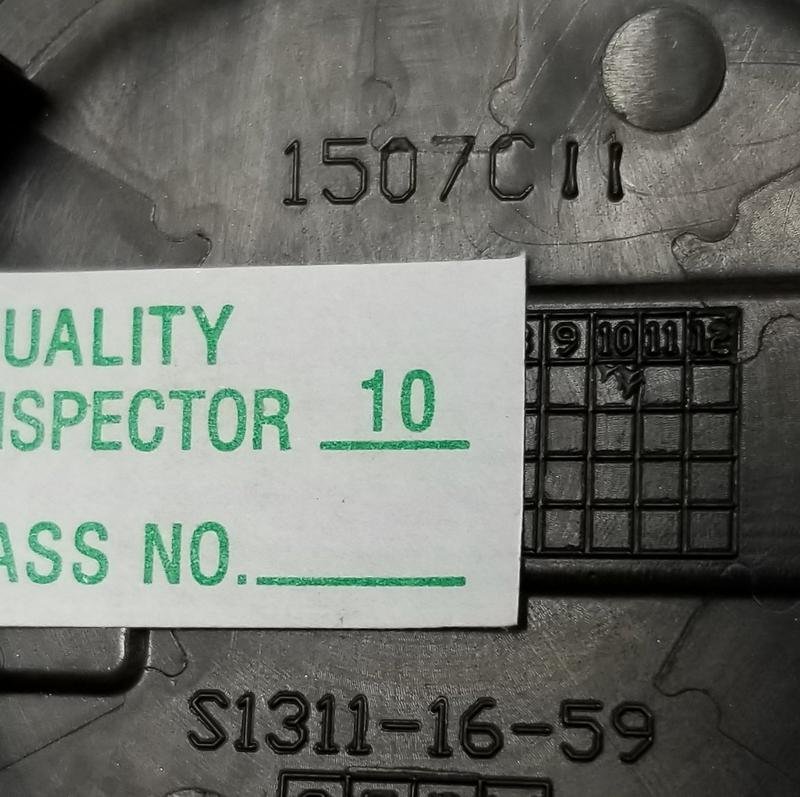 1507C11
UALITY
NSPECTOR 10
ASS NO.
9 10 11 12
S1311-16-59